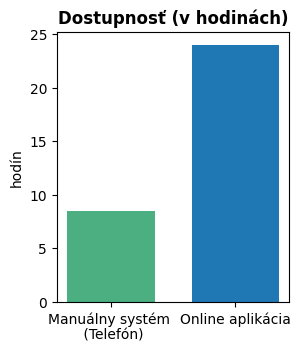 Dostupnosť (v hodinách)
hodín
25
20
15
10
5
0
Manuálny systém
(Telefón)
Online aplikácia